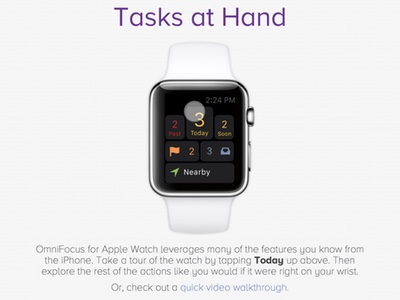 Tasks at Hand
2:24 PM
2 3 2
Past Today Soon
2 3
Nearby
OmniFocus for Apple Watch leverages many of the features you know from
the iPhone. Take a tour of the watch by tapping Today up above. Then
explore the rest of the actions like you would if it were right on your wrist.
Or, check out a quick video walkthrough.